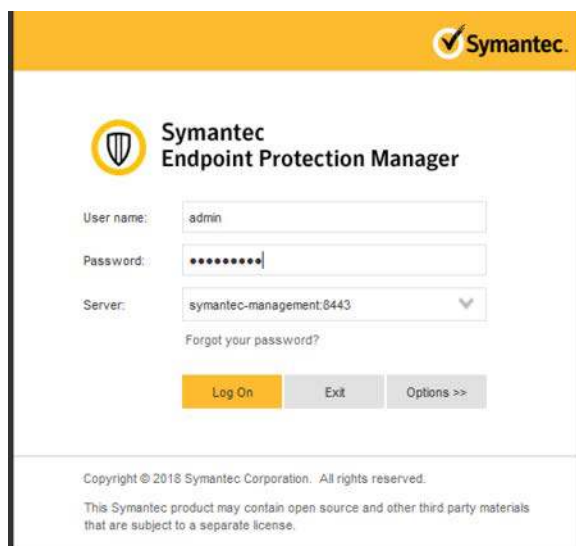 Symantec.
Symantec
Endpoint Protection Manager
User name: admin
Password: •••••••••
Server: symantec-management:8443
Forgot your password?
Log On Exit Options >>
Copyright © 2018 Symantec Corporation. All rights reserved.
This Symantec product may contain open source and other third party materials
that are subject to a separate license.